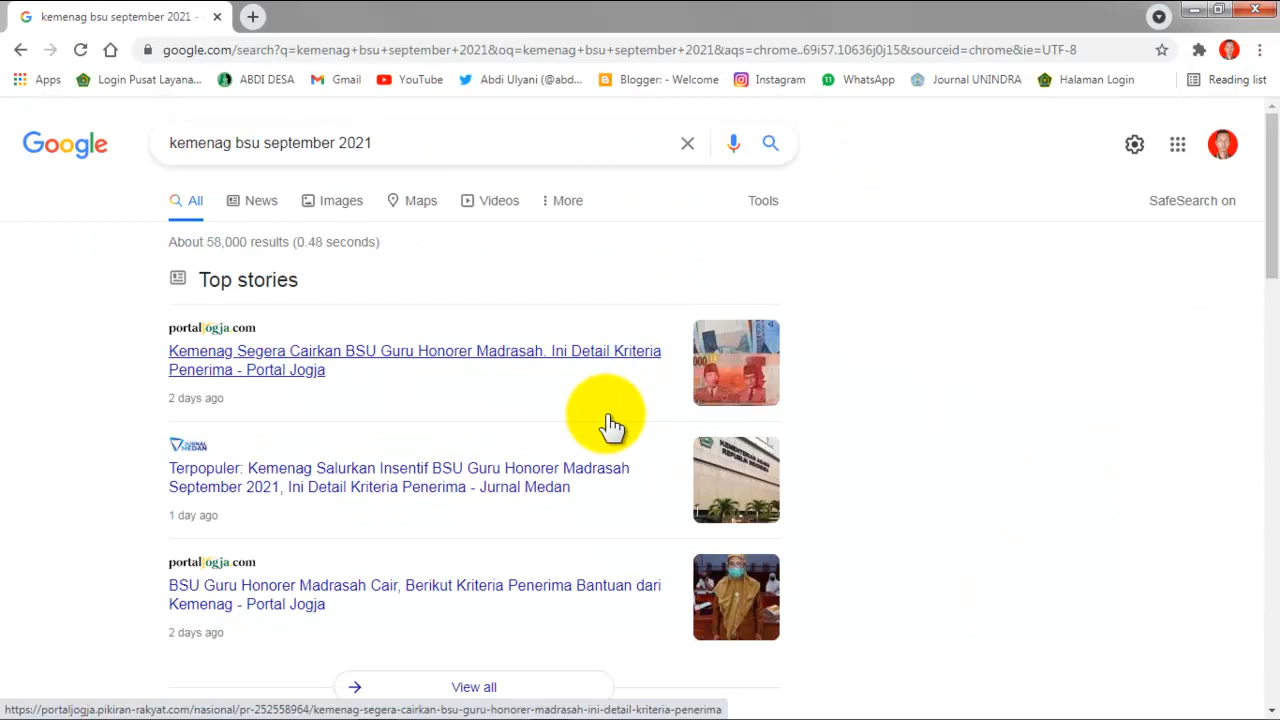 kemenag bsu september 2021 -
google.com/search?q=kemenag+bsu+september+2021&oq=kemenag+bsu+september+2021&aqs=chrome..69i57.10636j0j15&sourceid=chrome&ie=UTF-8
Apps Login Pusat Layana... ABDI DESA Gmail YouTube Abdi Ulyani (@abd... Blogger: - Welcome Instagram WhatsApp Journal UNINDRA Halaman Login Reading list
Google kemenag bsu september 2021
All News Images Maps Videos More Tools SafeSearch on
About 58,000 results (0.48 seconds)
Top stories
portaljogja.com
Kemenag Segera Cairkan BSU Guru Honorer Madrasah. Ini Detail Kriteria
Penerima - Portal Jogja
2 days ago
JURNAL
MEDAN
Terpopuler: Kemenag Salurkan Insentif BSU Guru Honorer Madrasah
September 2021, Ini Detail Kriteria Penerima - Jurnal Medan
1 day ago
KEMENTERIAN AGAMA
REPUBLIK INDONESIA
portaljogja.com
BSU Guru Honorer Madrasah Cair, Berikut Kriteria Penerima Bantuan dari
Kemenag - Portal Jogja
2 days ago
View all
https://portaljogja.pikiran-rakyat.com/nasional/pr-252558964/kemenag-segera-cairkan-bsu-guru-honorer-madrasah-ini-detail-kriteria-penerima